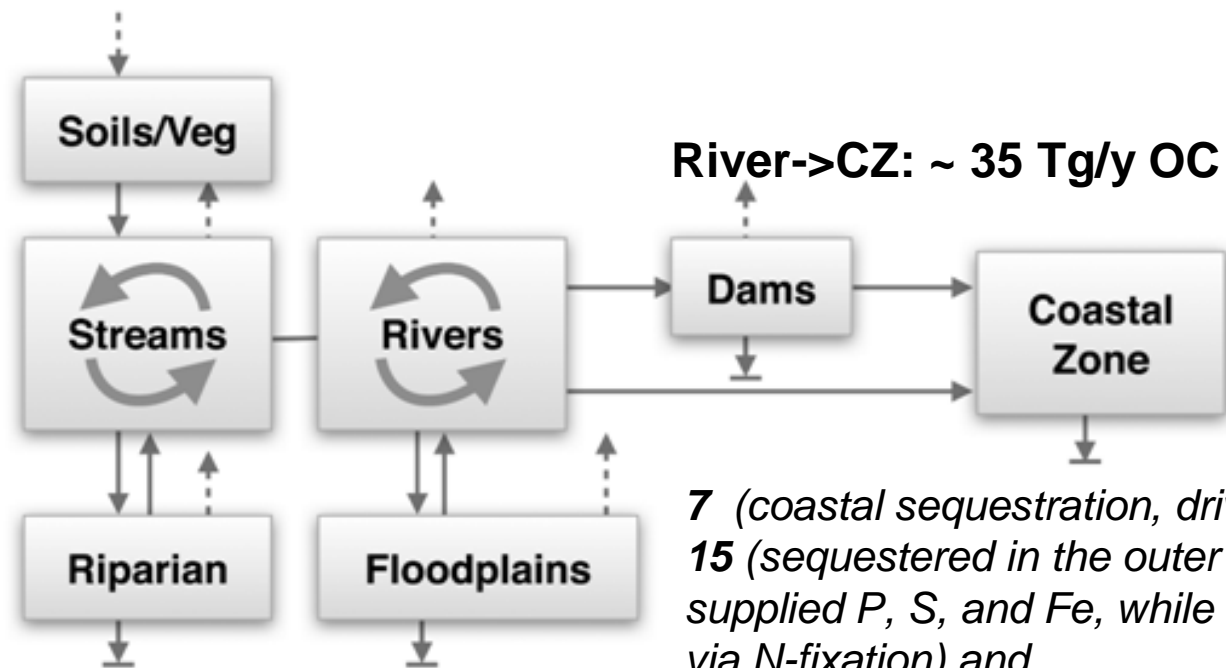 Soils/Veg
River->CZ: ~ 35 Tg/y OC
Streams
Rivers
Dams
Coastal
Zone
Riparian
Floodplains
7 (coastal sequestration,
15 (sequestered in the outer
supplied P, S, and Fe, while
via N-fixation) and